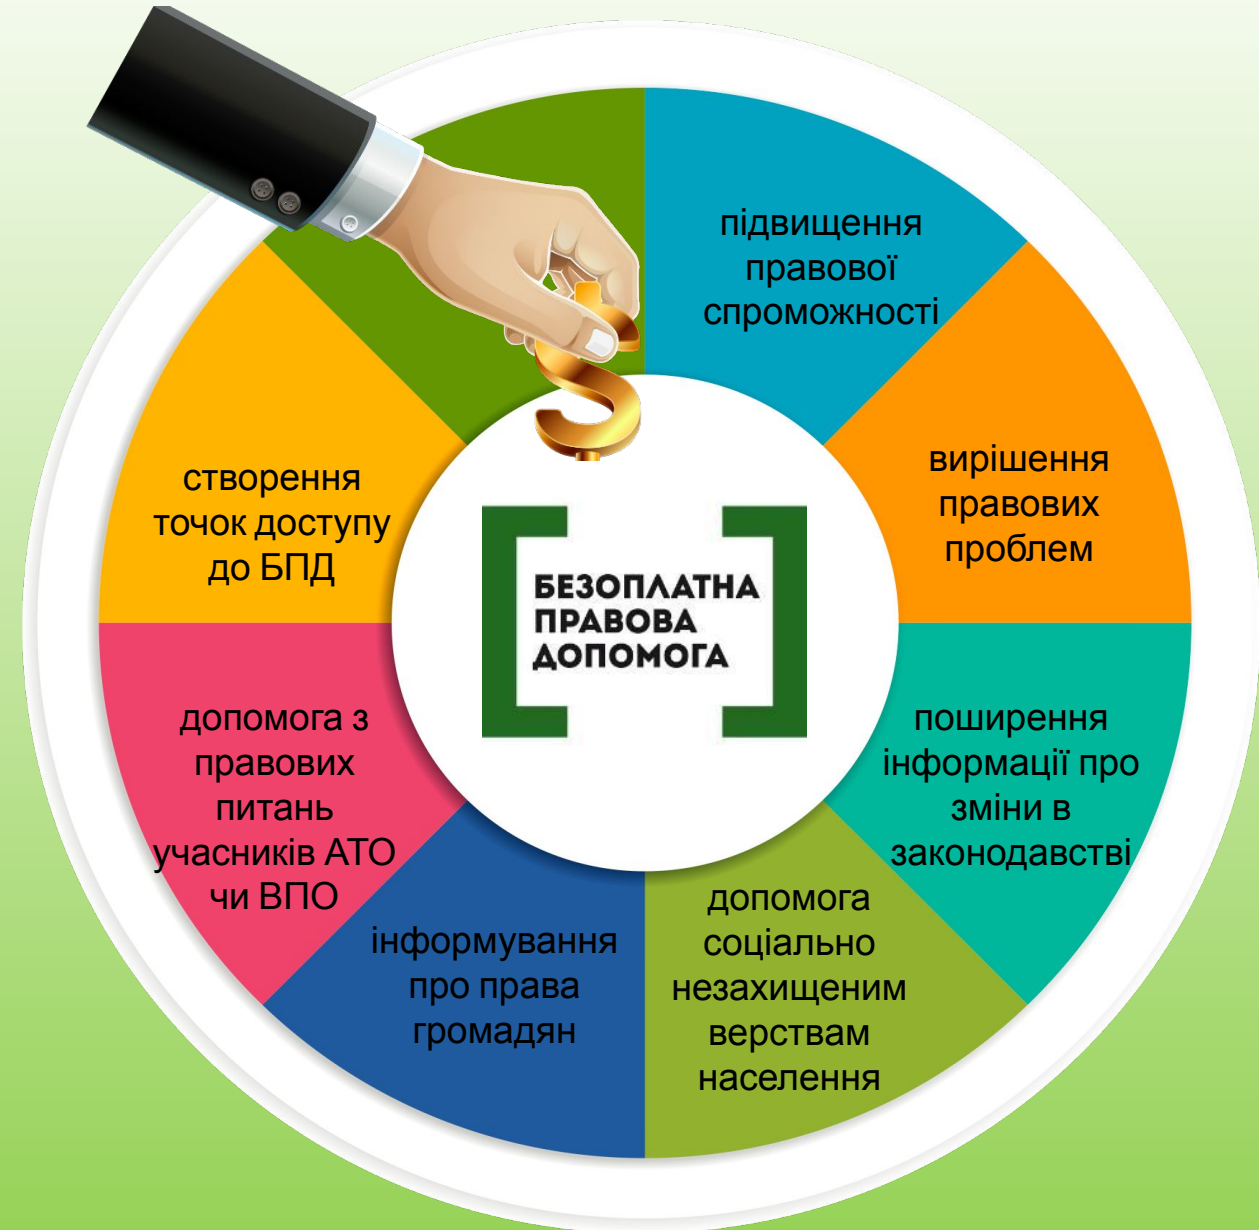 підвищення
правової
спроможності
вирішення
правових
проблем
поширення
інформації про
зміни в
законодавстві
допомога
соціально
незахищеним
верствам
населення
інформування
про права
громадян
допомога з
правових
питань
учасників АТО
чи ВПО
створення
точок доступу
до БПД
БЕЗОПЛАТНА
ПРАВОВА
ДОПОМОГА